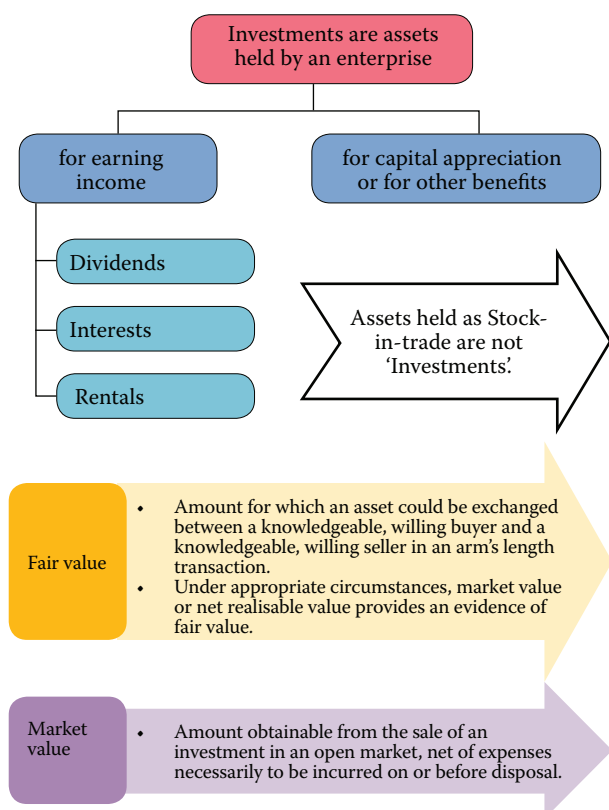 Investments are assets
held by an enterprise
for earning
income
for capital appreciation
or for other benefits
Dividends
Interests
Rentals
Assets held as Stock-
in-trade are not
‘Investments’.
Fair value
• Amount for which an asset could be exchanged
between a knowledgeable, willing buyer and a
knowledgeable, willing seller in an arm’s length
transaction.
• Under appropriate circumstances, market value
or net realisable value provides an evidence of
fair value.
Market
value
• Amount obtainable from the sale of an
investment in an open market, net of expenses
necessarily to be incurred on or before disposal.